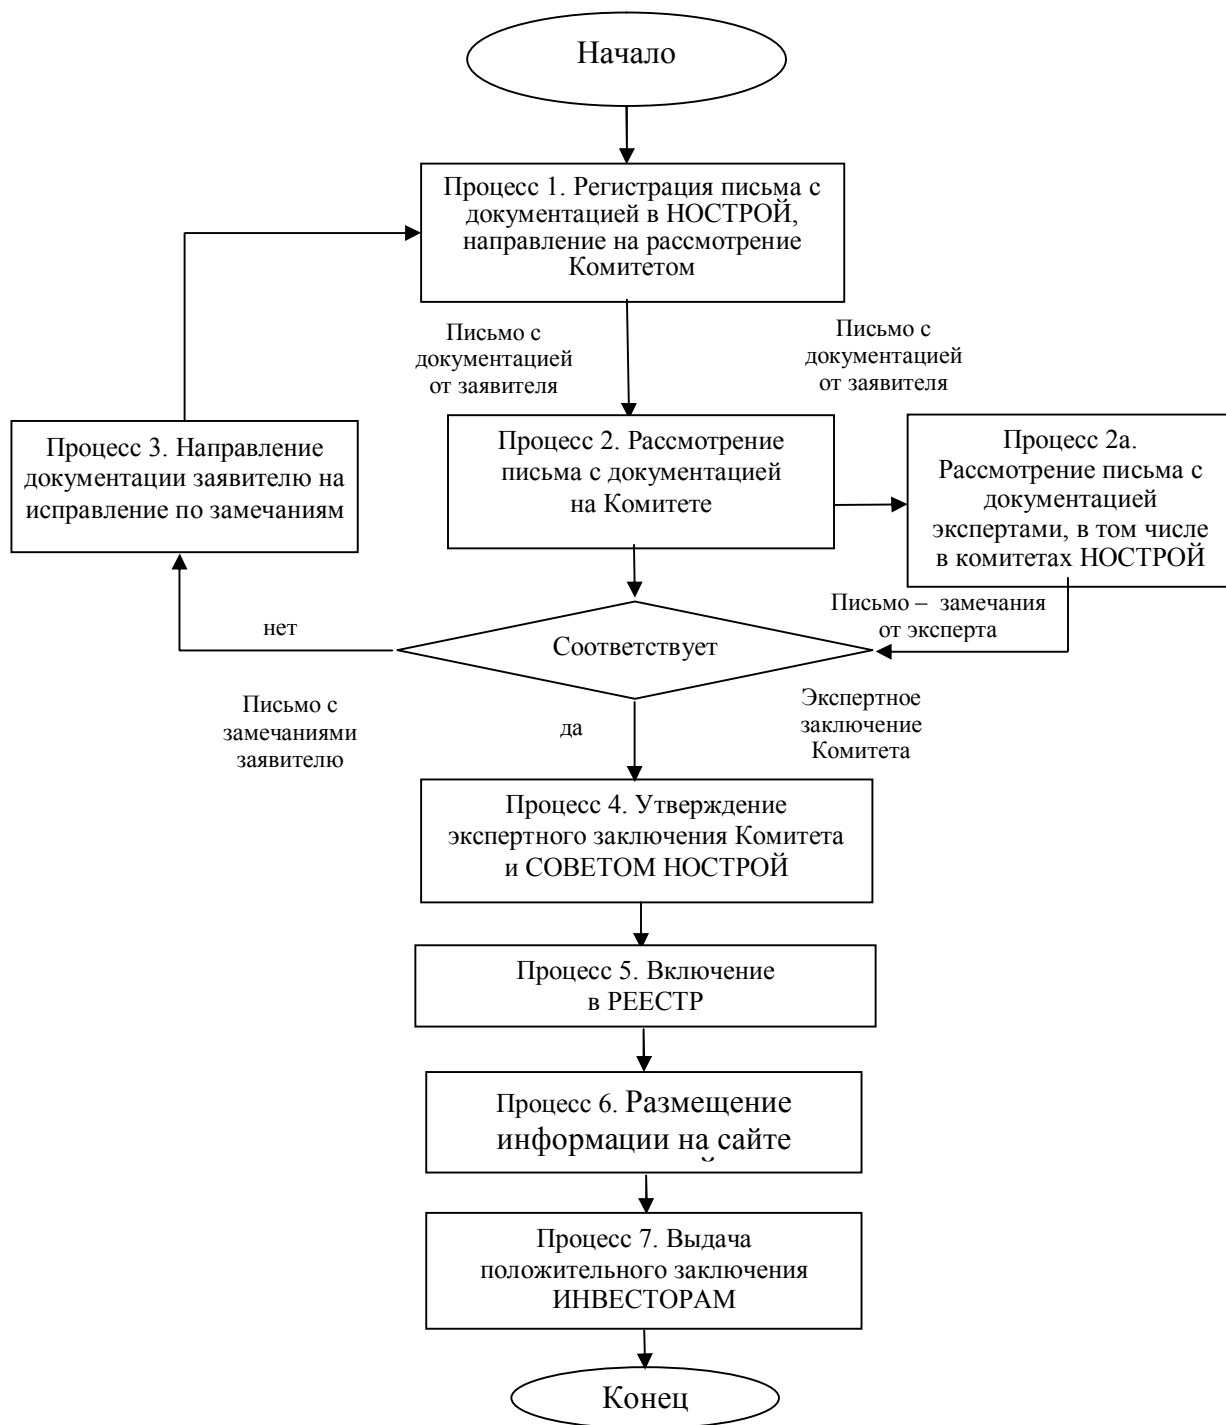 Начало
Процесс 1. Регистрация письма с
документацией в НОСТРОЙ,
направление на рассмотрение
Комитетом
Письмо с
документацией
от заявителя
Письмо с
документацией
от заявителя
Процесс 3. Направление
документации заявителю на
исправление по замечаниям
Процесс 2. Рассмотрение
письма с документацией
на Комитете
Процесс 2а.
Рассмотрение письма с
документацией
экспертами, в том числе
в комитетах НОСТРОЙ
Письмо – замечания
от эксперта
нет
Соответствует
Письмо с
замечаниями
заявителю
да
Экспертное
заключение
Комитета
Процесс 4. Утверждение
экспертного заключения Комитета
и СОВЕТОМ НОСТРОЙ
Процесс 5. Включение
в РЕЕСТР
Процесс 6. Размещение
информации на сайте
Процесс 7. Выдача
положительного заключения
ИНВЕСТОРАМ
Конец